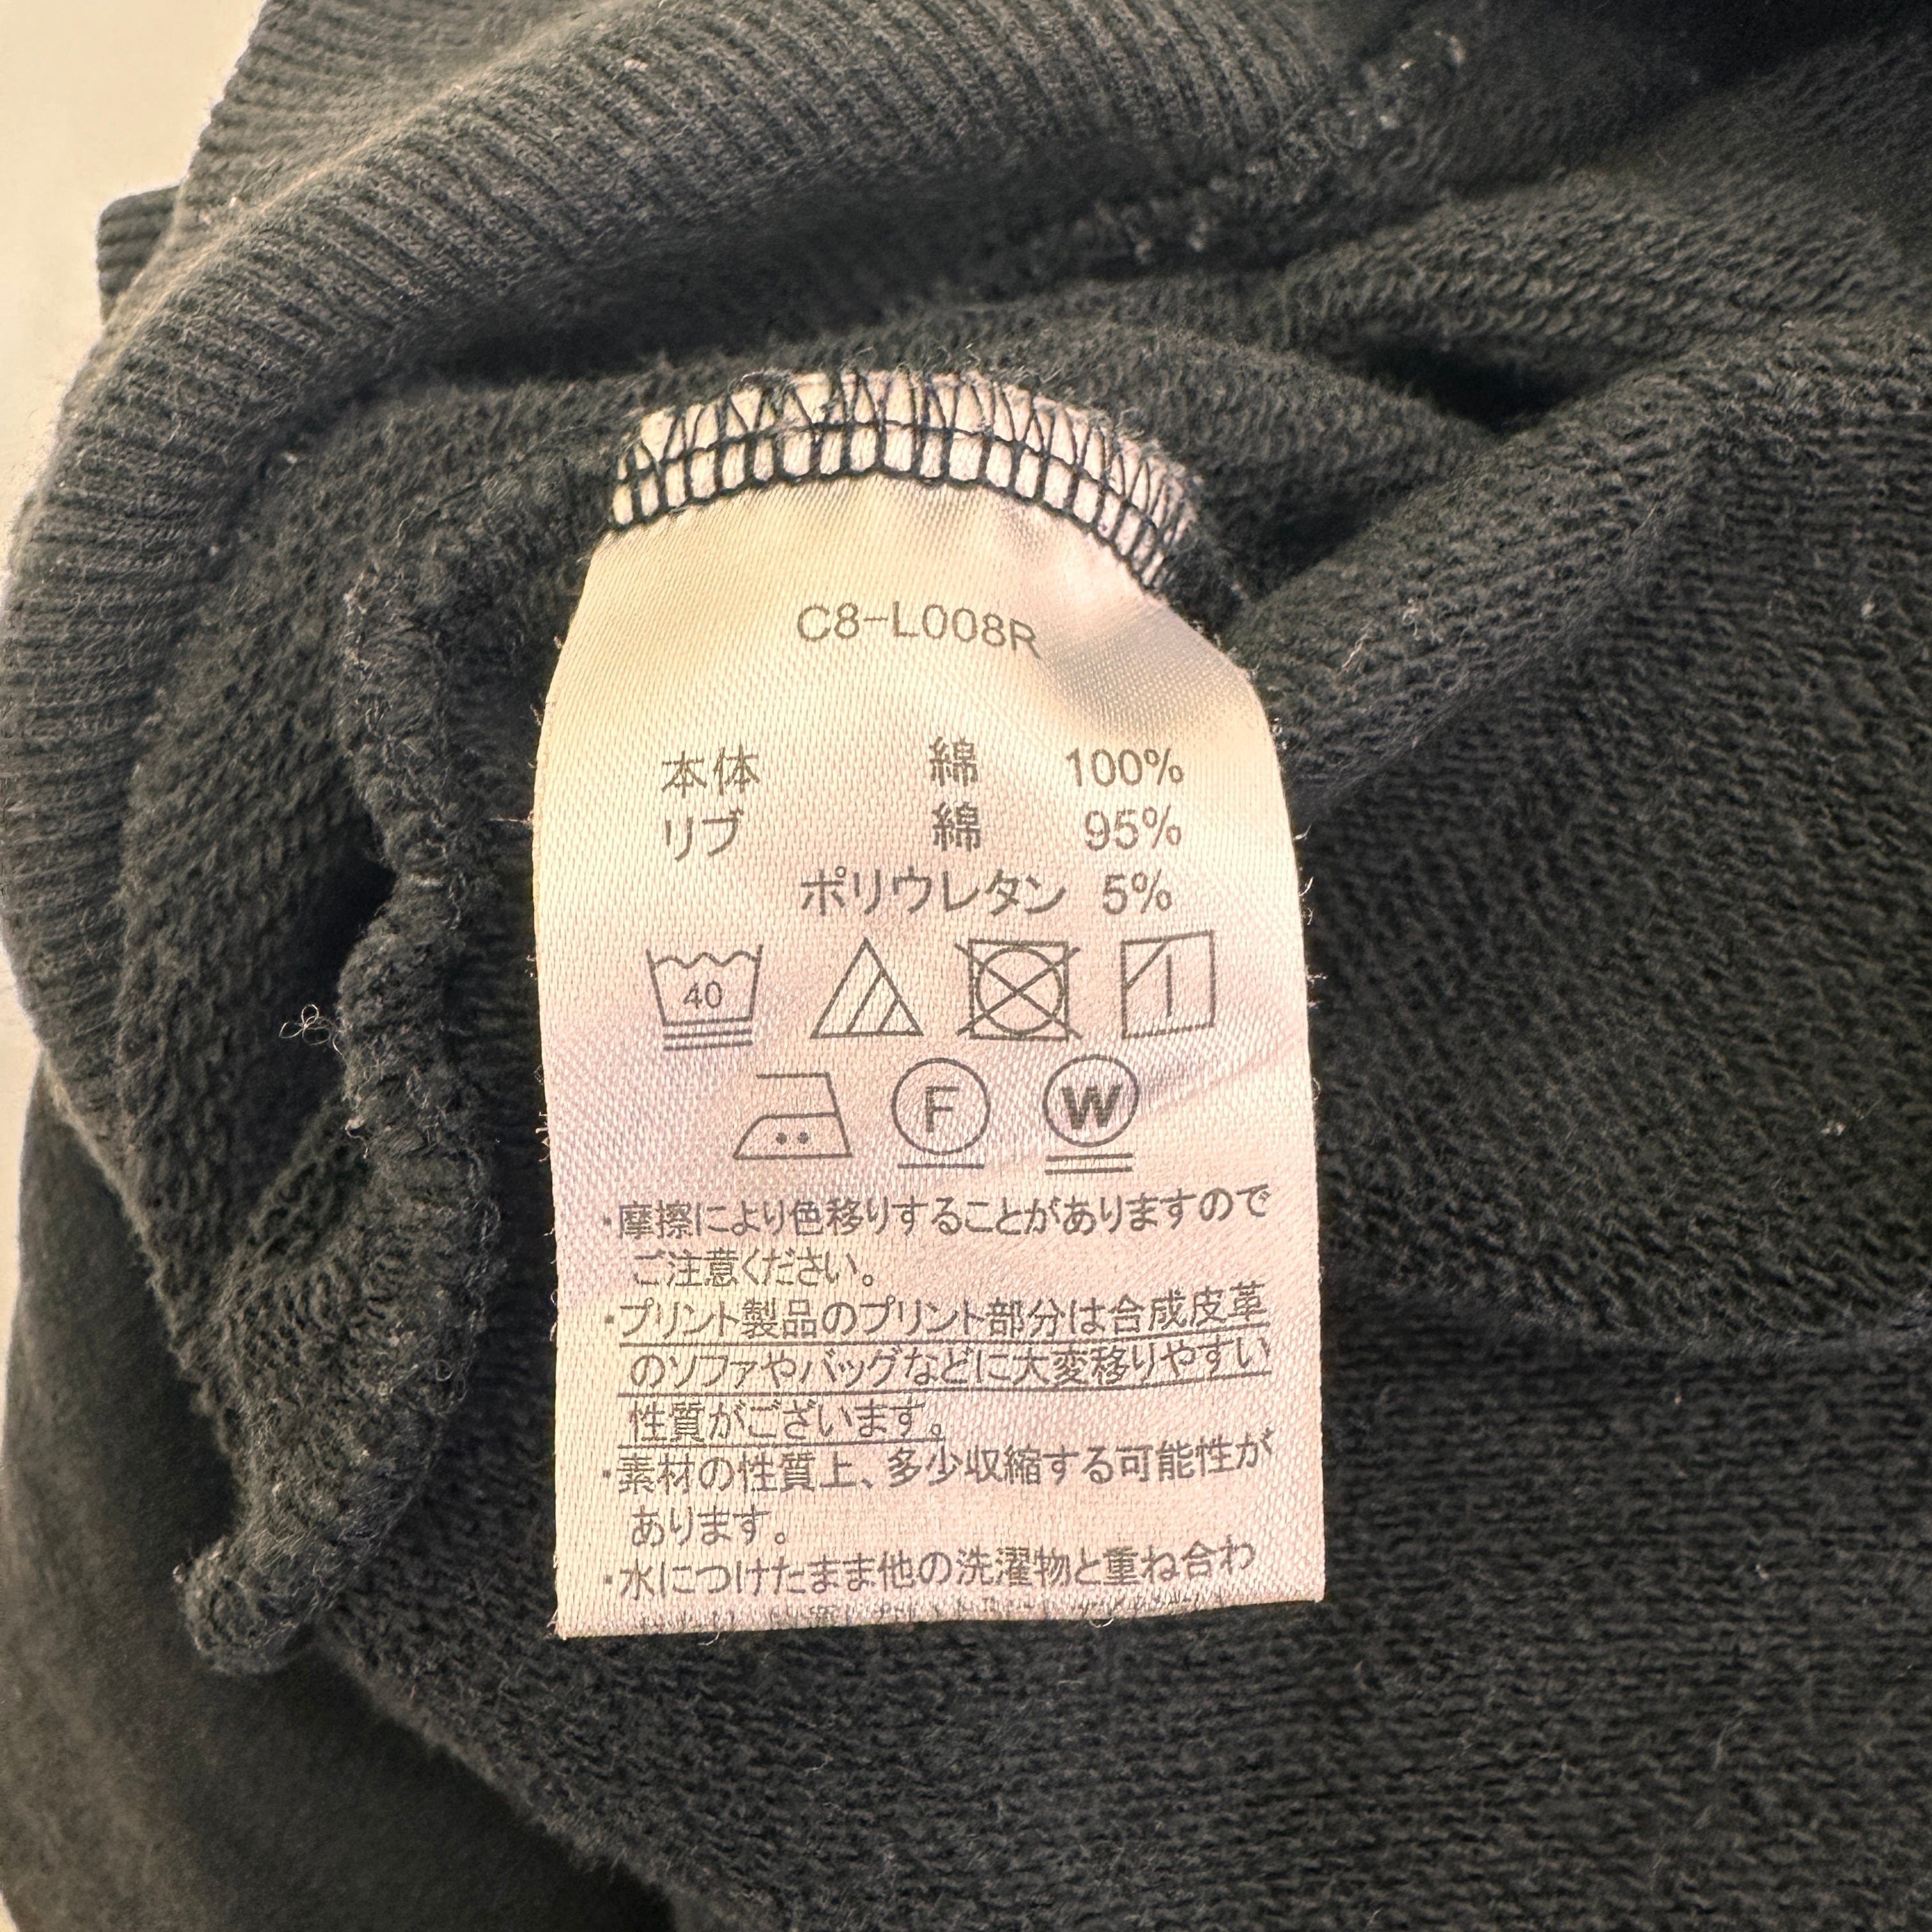 C8-L008R
本体 綿 100%
リブ 綿 95%
ポリウレタン 5%
40
F W
・摩擦により色移りすることがありますので
ご注意ください。
・プリント製品のプリント部分は合成皮革
のソファやバッグなどに大変移りやすい
性質がございます。
・素材の性質上、多少収縮する可能性が
あります。
・水につけたまま他の洗濯物と重ね合わ